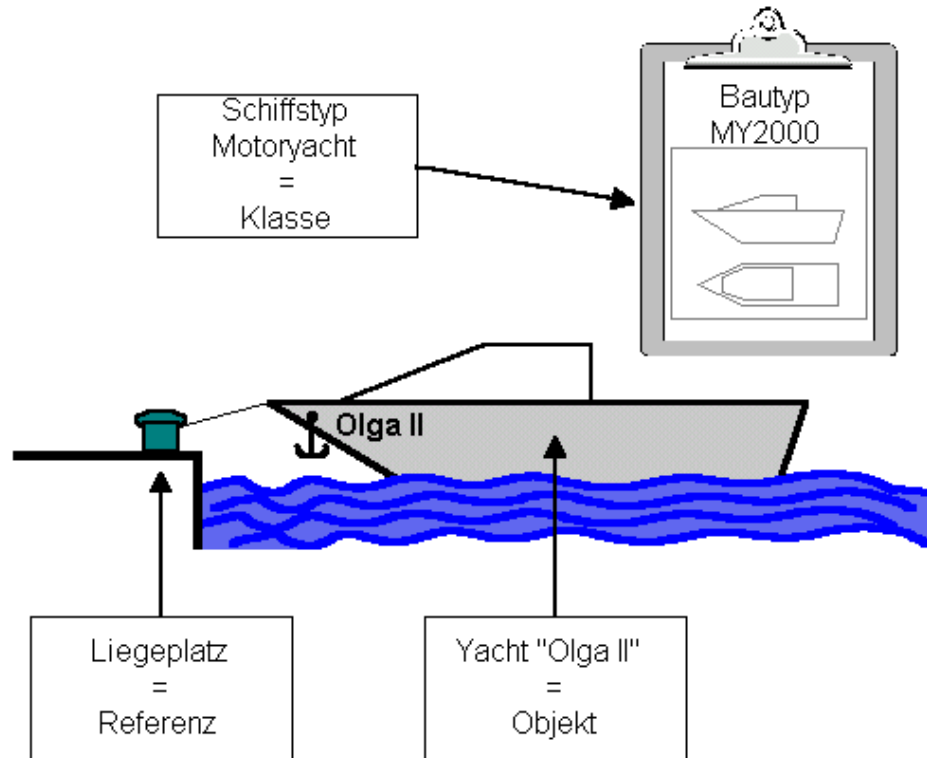 Schiffstyp
Motoryacht
=
Klasse
Bautyp
MY2000
Olga II
Liegeplatz
=
Referenz
Yacht "Olga II"
=
Objekt